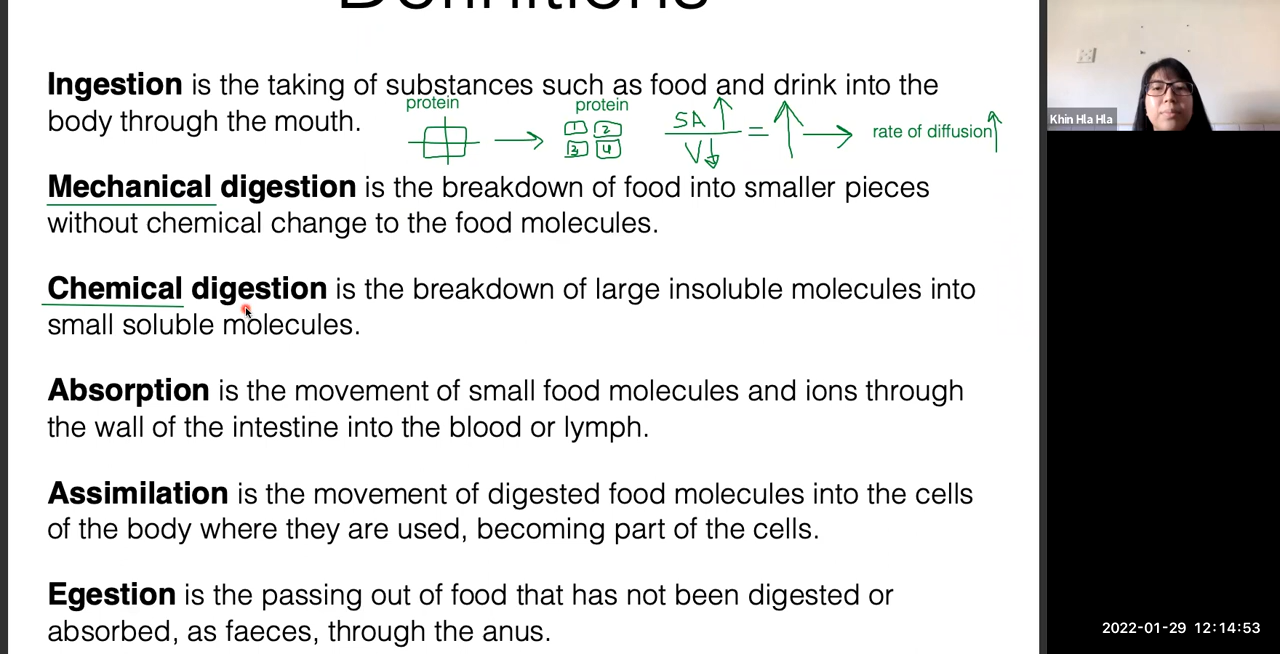 Definitions
Ingestion is the taking of substances such as food and drink into the
body through the mouth.
protein
protein
1 2
3 4
SA↑
V↓
= ↑ → rate of diffusion↑
Mechanical digestion is the breakdown of food into smaller pieces
without chemical change to the food molecules.
Chemical digestion is the breakdown of large insoluble molecules into
small soluble molecules.
Absorption is the movement of small food molecules and ions through
the wall of the intestine into the blood or lymph.
Assimilation is the movement of digested food molecules into the cells
of the body where they are used, becoming part of the cells.
Egestion is the passing out of food that has not been digested or
absorbed, as faeces, through the anus.
Khin Hla Hla
2022-01-29 12:14:53